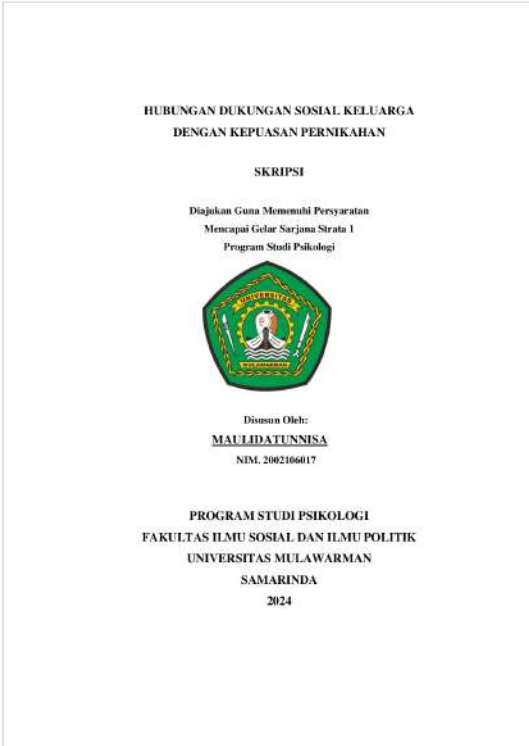 HUBUNGAN DUKUNGAN SOSIAL KELUARGA
DENGAN KEPUASAN PERNIKAHAN
SKRIPSI
Diajukan Guna Memenuhi Persyaratan
Mencapai Gelar Sarjana Strata 1
Program Studi Psikologi
UNIVERSITAS
MULAWARMAN
Disusun Oleh:
MAULIDATUNNISA
NIM. 2002106017
PROGRAM STUDI PSIKOLOGI
FAKULTAS ILMU SOSIAL DAN ILMU POLITIK
UNIVERSITAS MULAWARMAN
SAMARINDA
2024